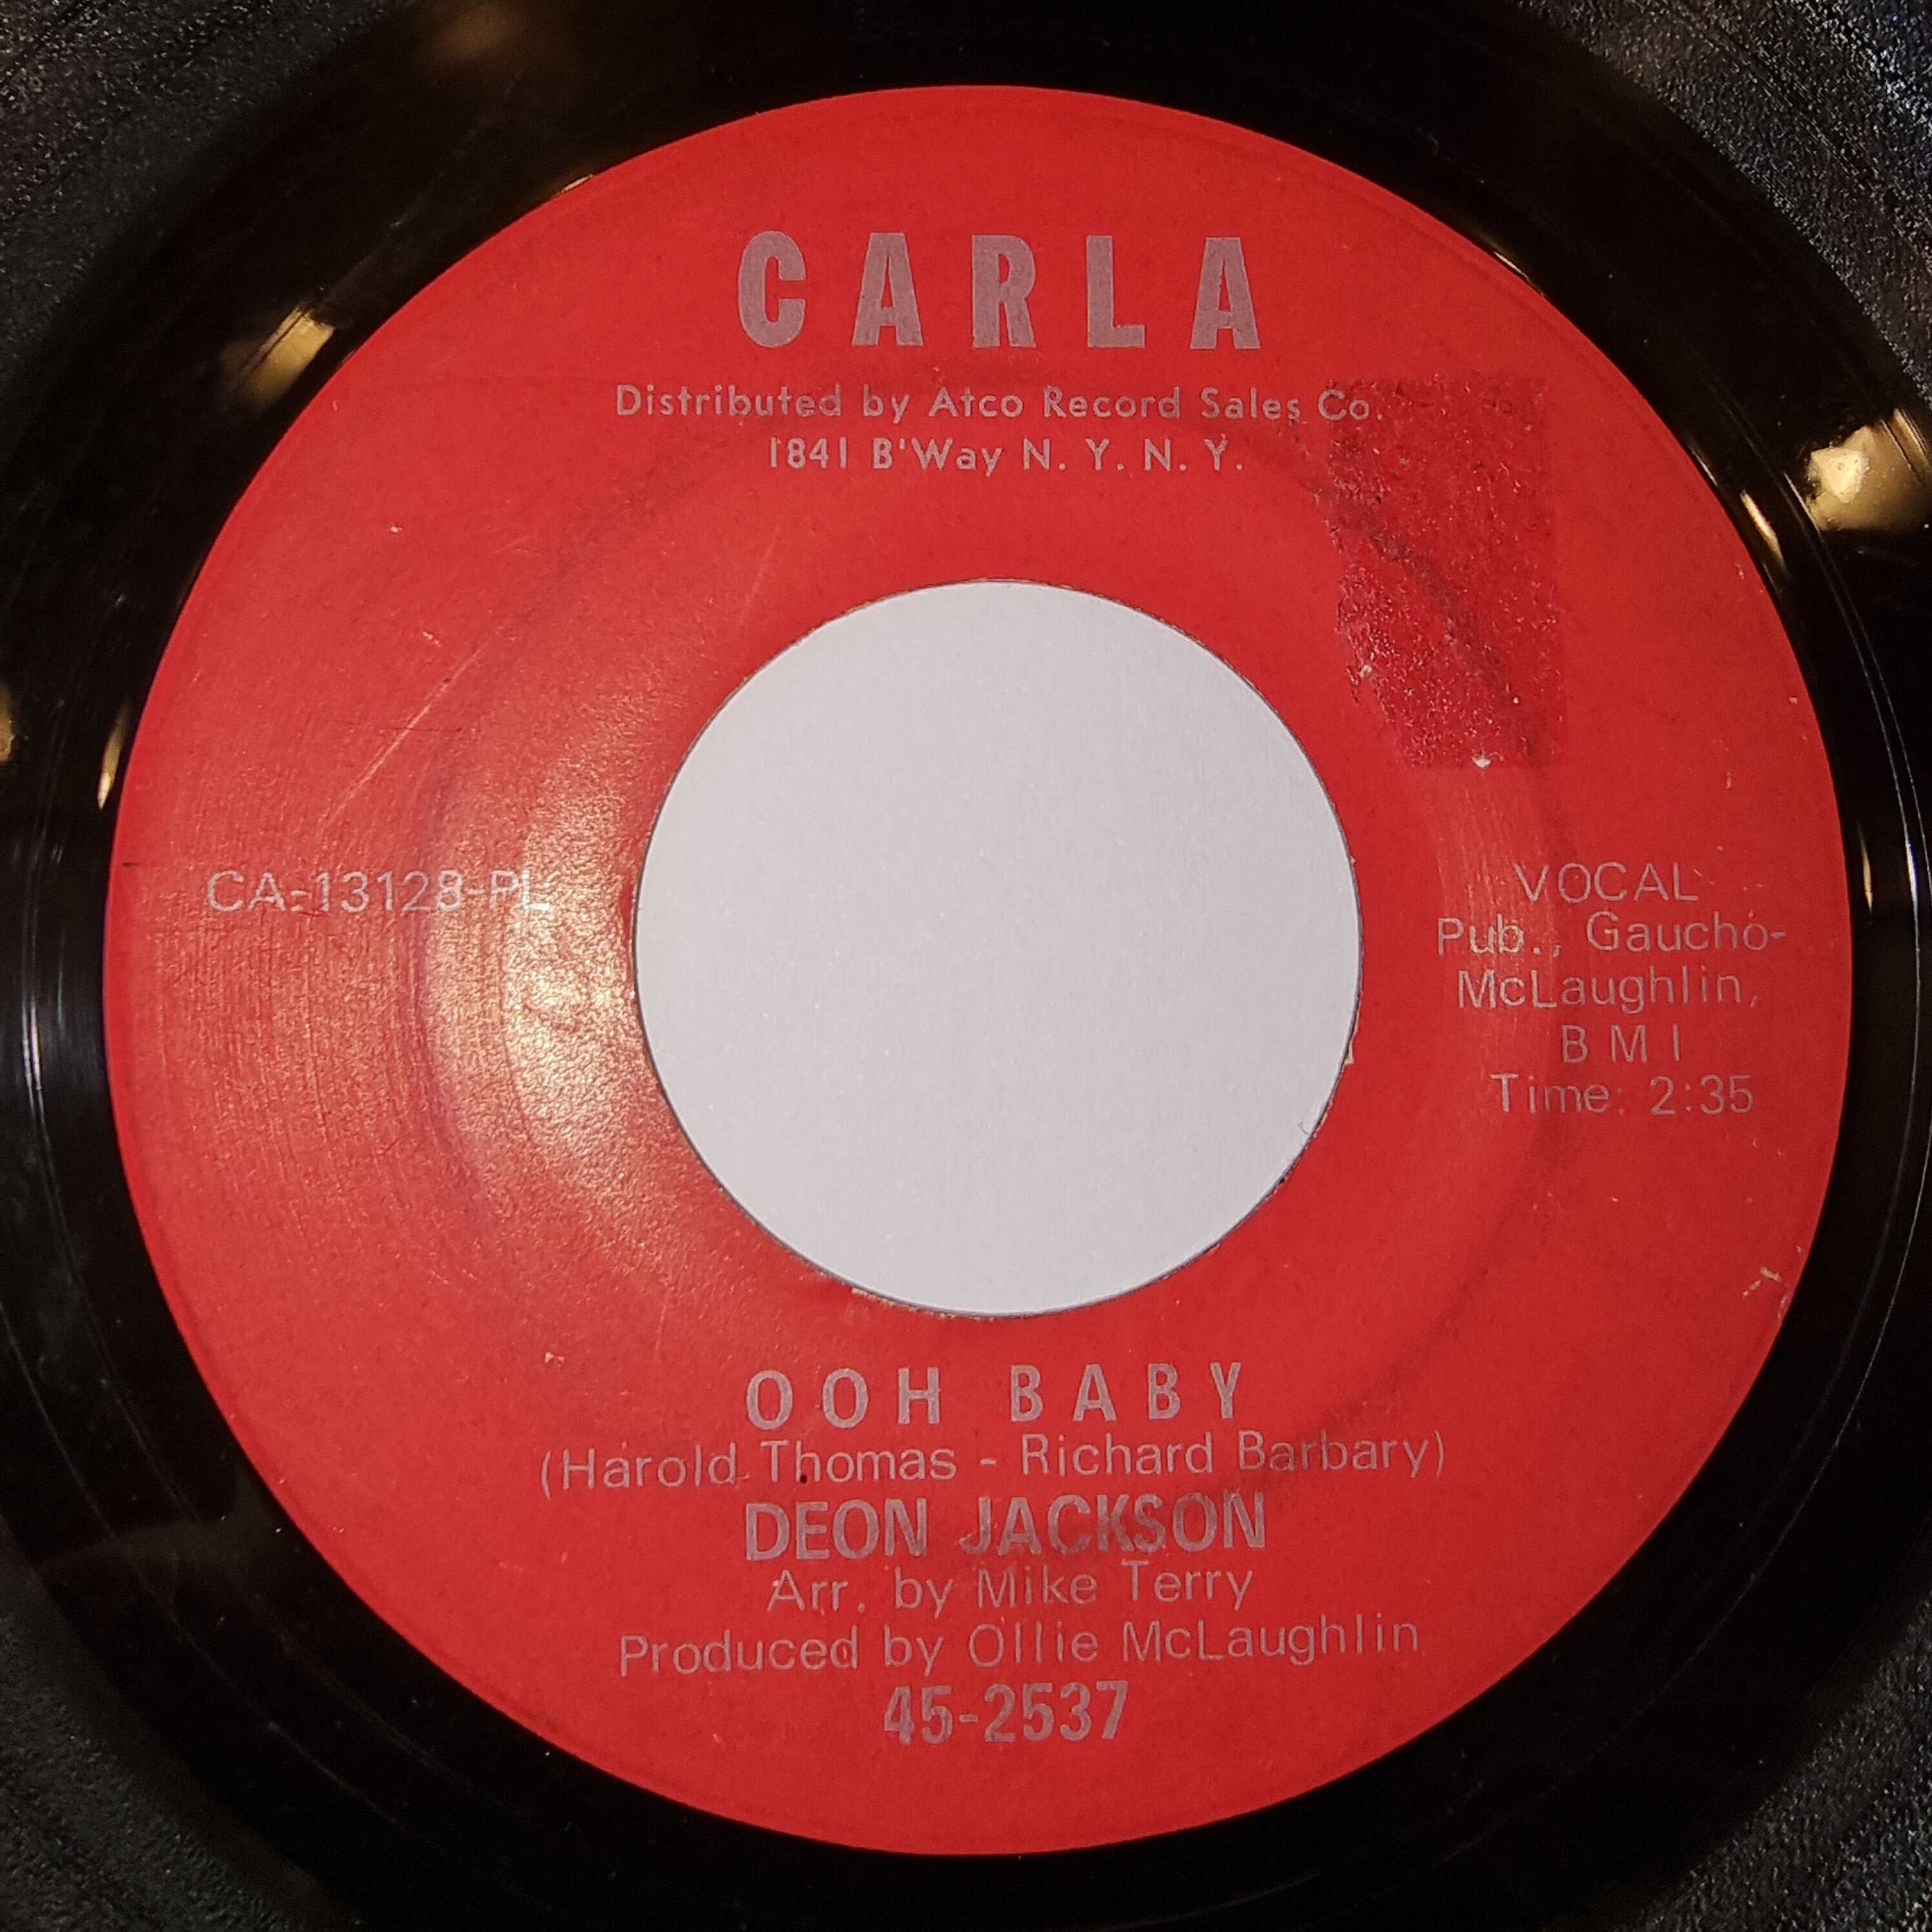 CARLA
Distributed by Atco Record Sales Co.
1841 B'Way N. Y. N. Y.
CA-13128-PL
VOCAL
Pub., Gaucho-
McLaughlin,
B M I
Time: 2:35
OOH BABY
(Harold Thomas - Richard Barbary)
DEON JACKSON
Arr. by Mike Terry
Produced by Ollie McLaughlin
45-2537